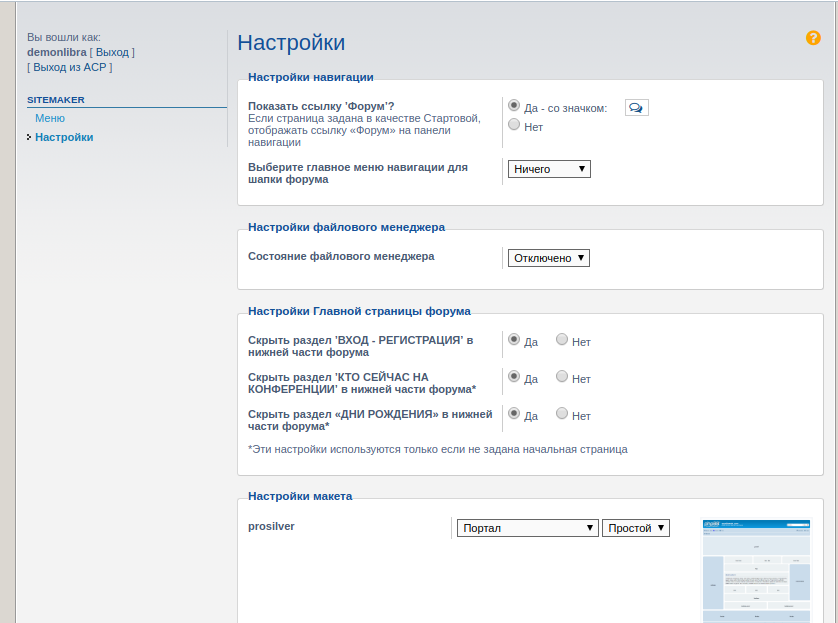 Вы вошли как:
demonlibra [ Выход ]
[ Выход из ACP ]
SITEMAKER
Меню
Настройки
Настройки
?
Настройки навигации
Показать ссылку 'Форум'?
Если страница задана в качестве Стартовой,
отображать ссылку «Форум» на панели
навигации
Да - со значком:
Нет
Выберите главное меню навигации для
шапки форума
Ничего
Настройки файлового менеджера
Состояние файлового менеджера
Отключено
Настройки Главной страницы форума
Скрыть раздел 'ВХОД - РЕГИСТРАЦИЯ' в
нижней части форума
Да Нет
Скрыть раздел 'КТО СЕЙЧАС НА
КОНФЕРЕНЦИИ' в нижней части форума*
Да Нет
Скрыть раздел «ДНИ РОЖДЕНИЯ» в нижней
части форума*
Да Нет
*Эти настройки используются только если не задана начальная страница
Настройки макета
prosilver
Портал
Простой